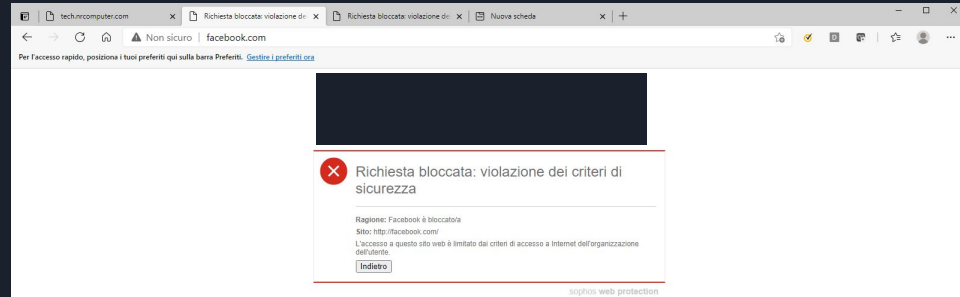 tech.nrcomputer.com
Richiesta bloccata: violazione de
Richiesta bloccata: violazione de
Nuova scheda
Non sicuro | facebook.com
Per l'accesso rapido, posiziona i tuoi preferiti qui sulla barra Preferiti. Gestire i preferiti ora
Richiesta bloccata: violazione dei criteri di
sicurezza
Ragione: Facebook è bloccato/a
Sito: http://facebook.com/
L'accesso a questo sito web è limitato dai criteri di accesso a Internet dell'organizzazione
dell'utente.
Indietro
sophos web protection